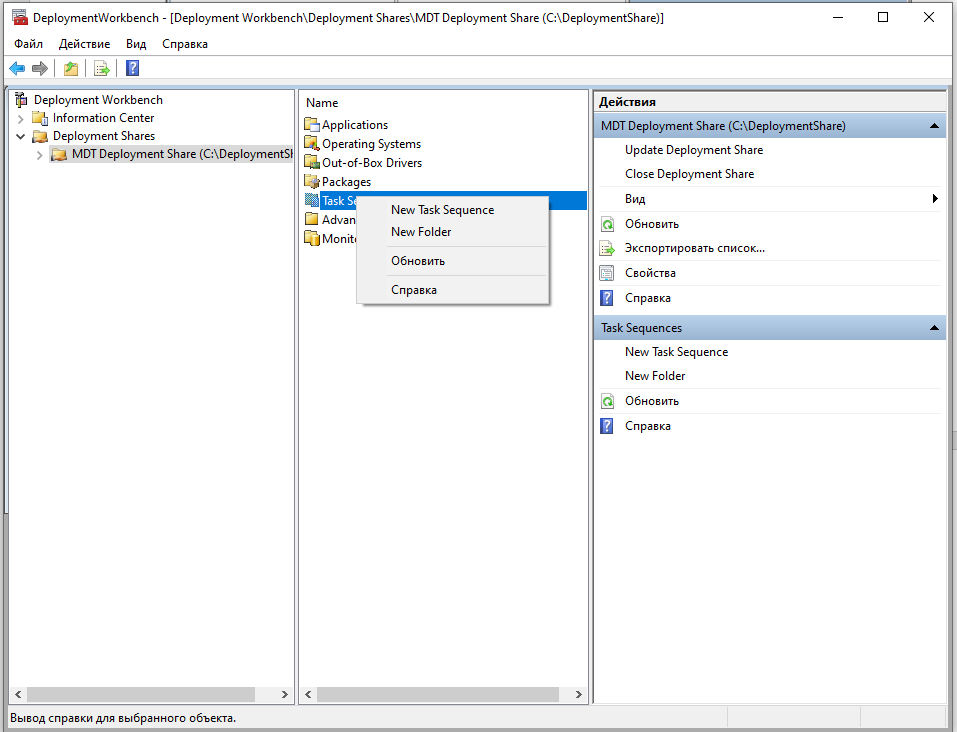 DeploymentWorkbench - [Deployment Workbench\Deployment Shares\MDT Deployment Share (C:\DeploymentShare)]
Файл Действие Вид Справка
Deployment Workbench
Information Center
Deployment Shares
MDT Deployment Share (C:\DeploymentSh
Name
Applications
Operating Systems
Out-of-Box Drivers
Packages
Task Se
Advan
Monito
New Task Sequence
New Folder
Обновить
Справка
Действия
MDT Deployment Share (C:\DeploymentShare)
Update Deployment Share
Close Deployment Share
Вид
Обновить
Экспортировать список...
Свойства
Справка
Task Sequences
New Task Sequence
New Folder
Обновить
Справка
Вывод справки для выбранного объекта.